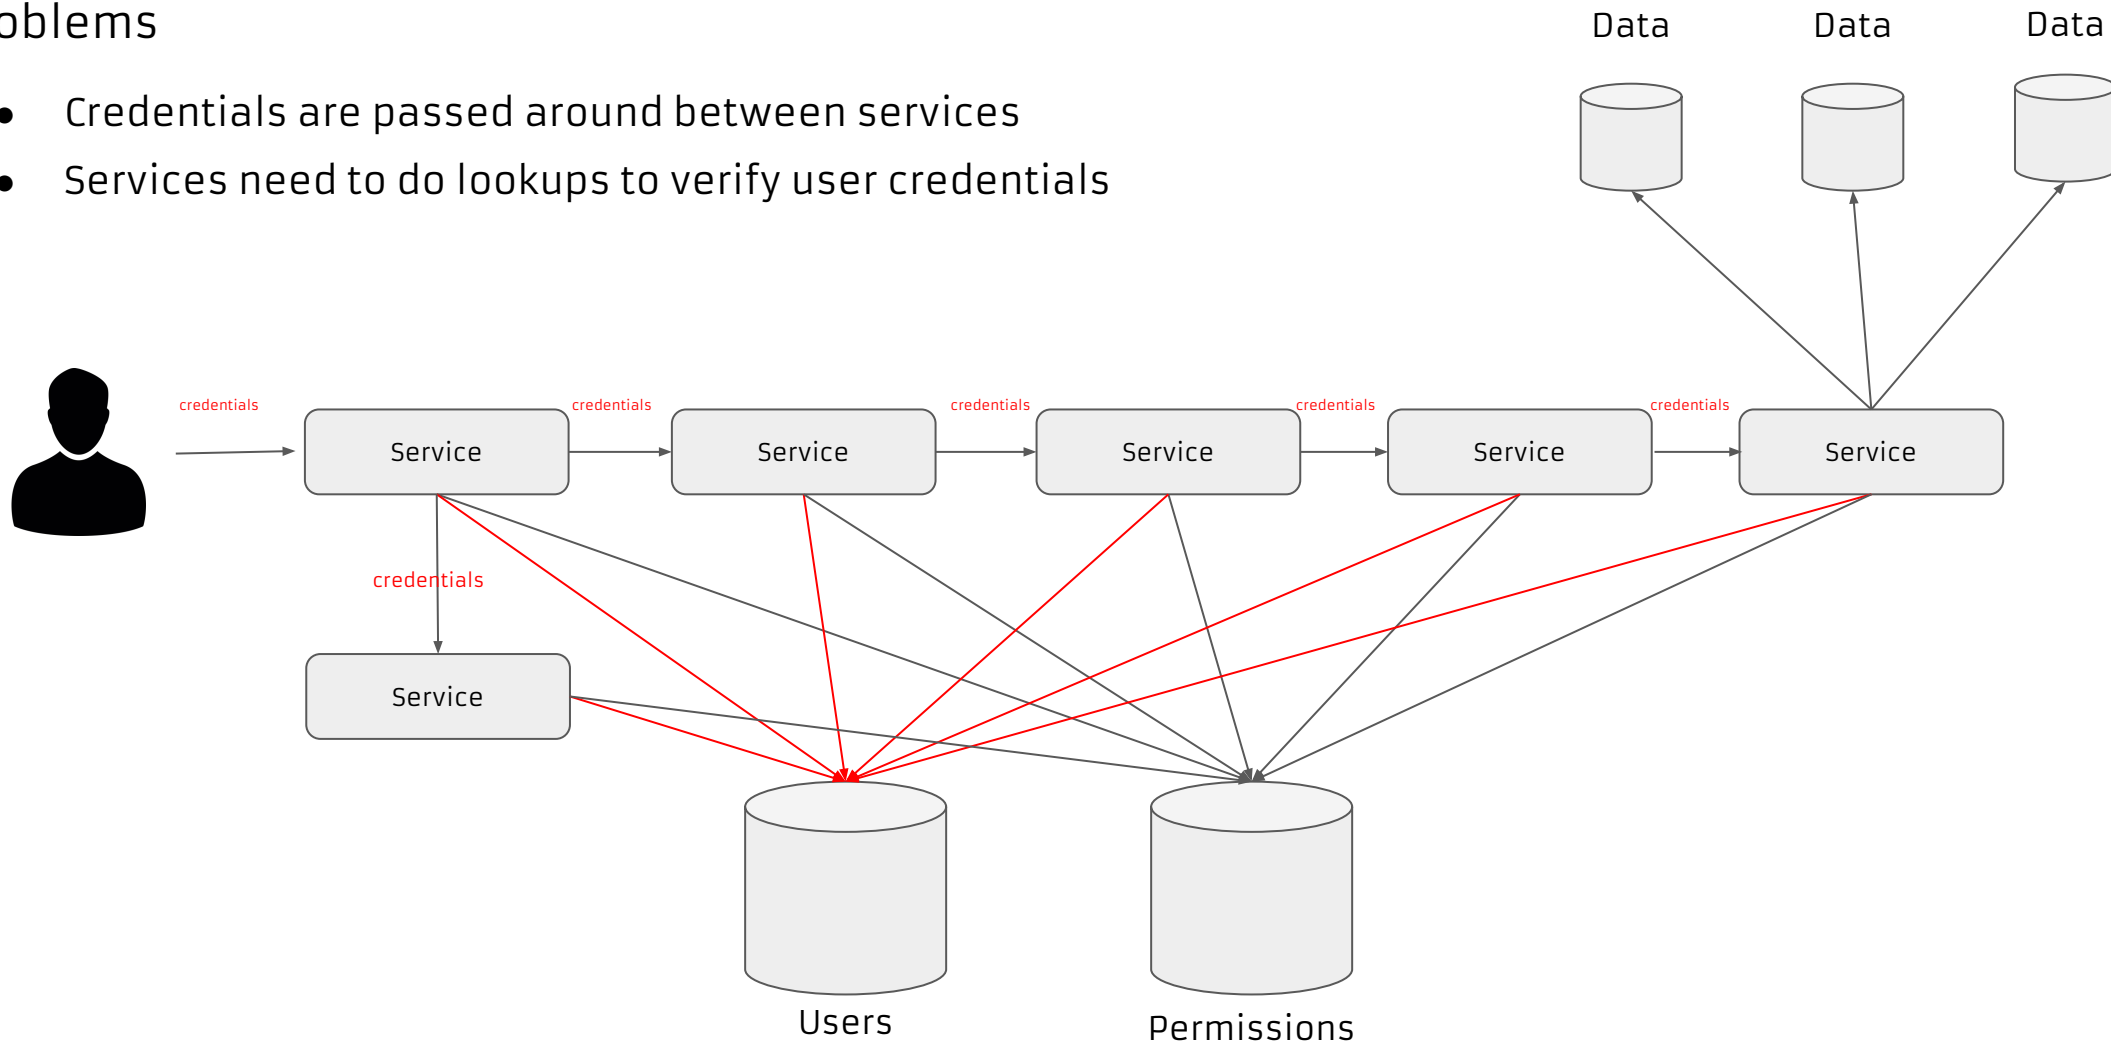 oblems
Data Data Data
● Credentials are passed around between services
● Services need to do lookups to verify user credentials
credentials credentials credentials credentials credentials
Service Service Service Service Service
credentials
Service
Users
Permissions